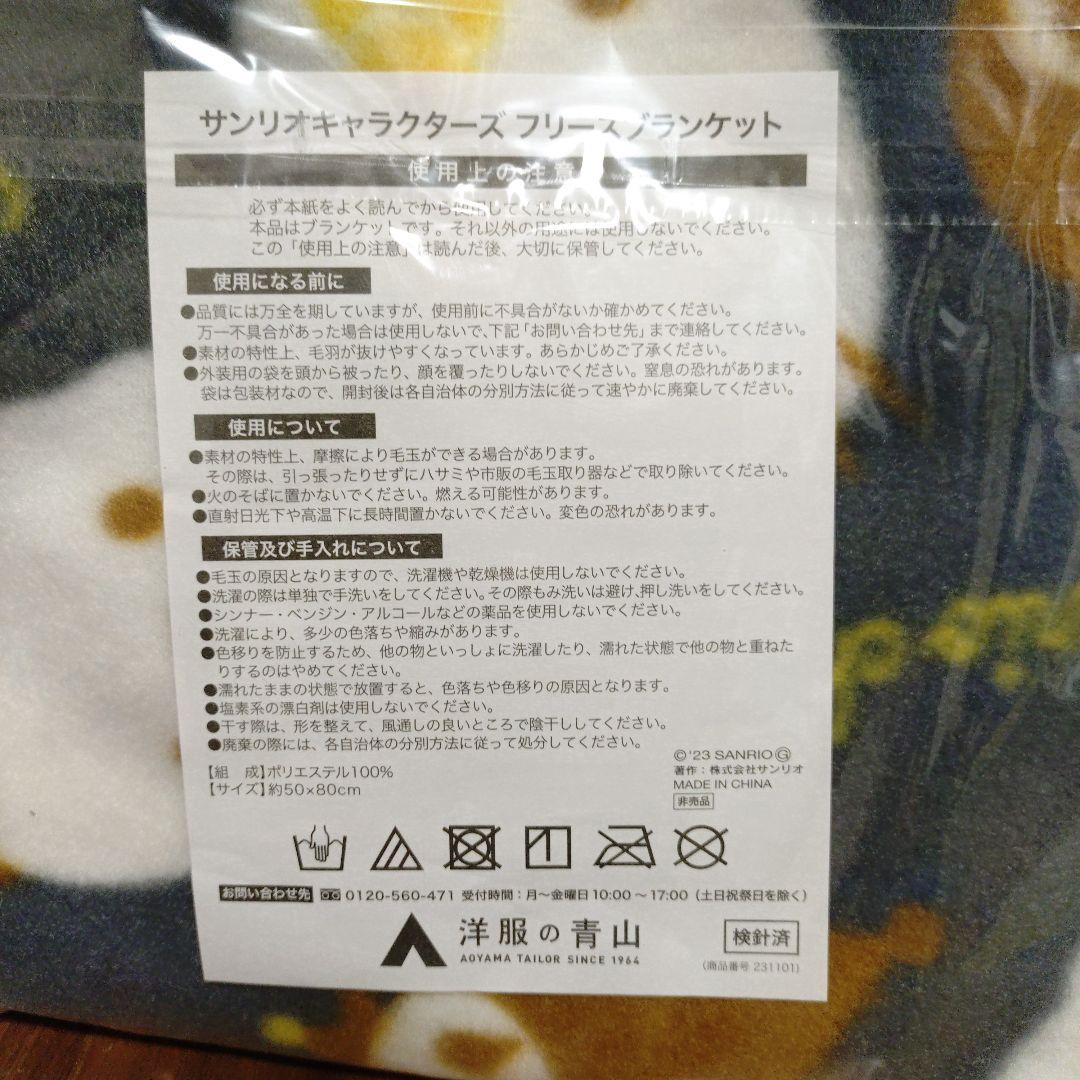 サンリオキャラクターズ フリースブランケット
使用上の注意
必ず本紙をよく読んでから使用してください。
本品はブランケットです。それ以外の用途には使用しないでください。
この「使用上の注意」は読んだ後、大切に保管してください。
使用になる前に
●品質には万全を期していますが、使用前に不具合がないか確かめてください。
万一不具合があった場合は使用しないで、下記「お問い合わせ先」まで連絡してください。
●素材の特性上、毛羽が抜けやすくなっています。あらかじめご了承ください。
●外装用の袋を頭から被ったり、顔を覆ったりしないでください。窒息の恐れがあります。
袋は包装材なので、開封後は各自治体の分別方法に従って速やかに廃棄してください。
使用について
●素材の特性上、摩擦により毛玉ができる場合があります。
その際は、引っ張ったりせずにハサミや市販の毛玉取り器などで取り除いてください。
●火のそばに置かないでください。燃える可能性があります。
●直射日光下や高温下に長時間置かないでください。変色の恐れがあります。
保管及び手入れについて
●毛玉の原因となりますので、洗濯機や乾燥機は使用しないでください。
●洗濯の際は単独で手洗いをしてください。その際もみ洗いは避け、押し洗いをしてください。
●シンナー・ベンジン・アルコールなどの薬品を使用しないでください。
●洗濯により、多少の色落ちや縮みがあります。
●色移りを防止するため、他の物といっしょに洗濯したり、濡れた状態で他の物と重ねた
りするのはやめてください。
●濡れたままの状態で放置すると、色落ちや色移りの原因となります。
●塩素系の漂白剤は使用しないでください。
●干す際は、形を整えて、風通しの良いところで陰干ししてください。
●廃棄の際には、各自治体の分別方法に従って処分してください。
【組　成】ポリエステル100%
【サイズ】約50×80cm
©'23 SANRIO Ⓖ
著作：株式会社サンリオ
MADE IN CHINA
非売品
お問い合わせ先 0120-560-471 受付時間：月～金曜日10:00～17:00（土日祝祭日を除く）
洋服の青山
AOYAMA TAILOR SINCE 1964
検針済
（商品番号 231101）